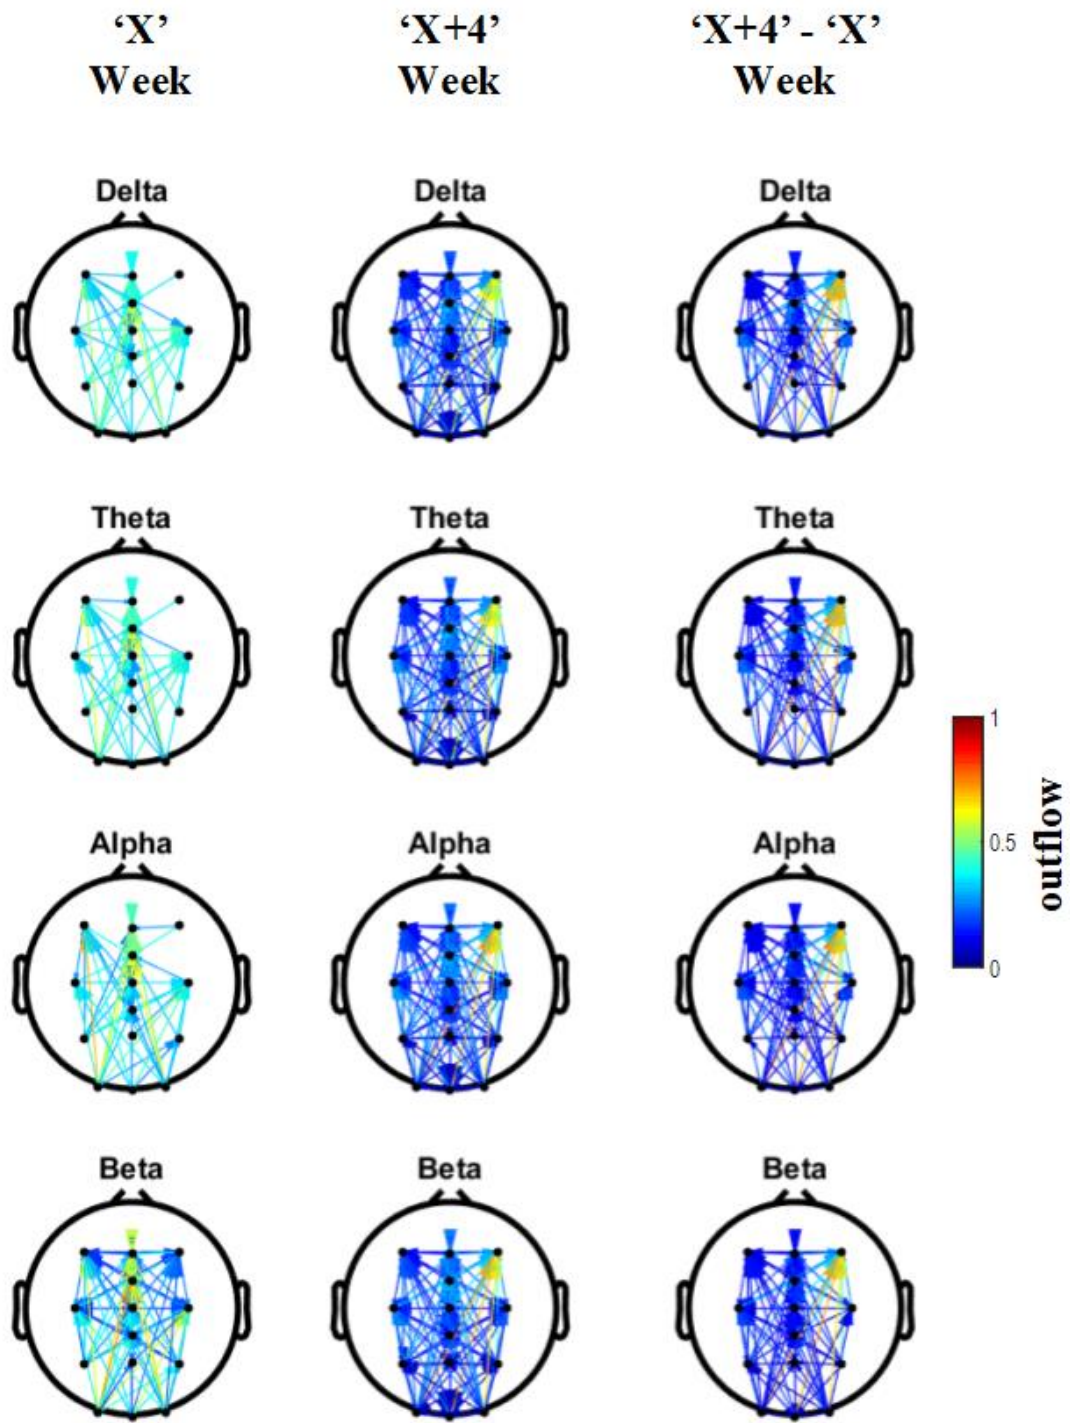 ‘X’ ‘X+4’ ‘X+4’ - ‘X’
Week Week Week
Delta Delta Delta
Theta Theta Theta
1
0.5
0
outflow
Alpha Alpha Alpha
Beta Beta Beta